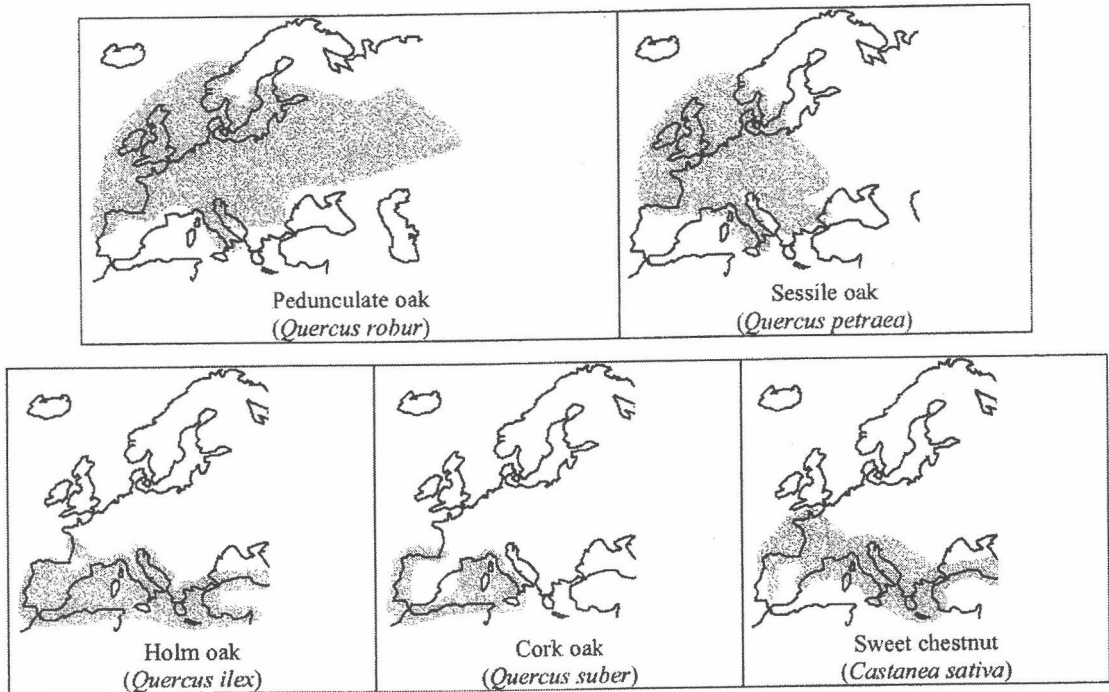 Pedunculate oak
(Quercus robur)
Sessile oak
(Quercus petraea)
Holm oak
(Quercus ilex)
Cork oak
(Quercus suber)
Sweet chestnut
(Castanea sativa)